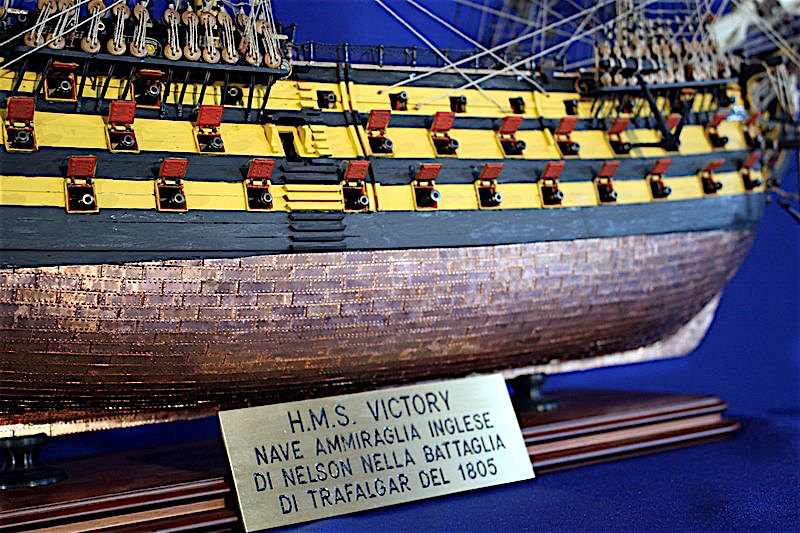 H.M.S. VICTORY
NAVE AMMIRAGLIA INGLESE
DI NELSON NELLA BATTAGLIA
DI TRAFALGAR DEL 1805